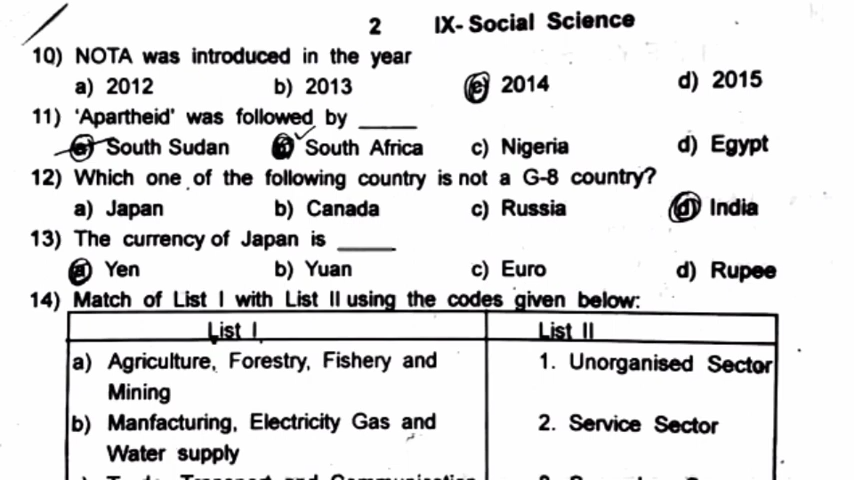 2 IX- Social Science
10) NOTA was introduced in the year
a) 2012 b) 2013 c) 2014 d) 2015
11) 'Apartheid' was followed by ____
a) South Sudan b) South Africa c) Nigeria d) Egypt
12) Which one of the following country is not a G-8 country?
a) Japan b) Canada c) Russia d) India
13) The currency of Japan is ____
a) Yen b) Yuan c) Euro d) Rupee
14) Match of List I with List II using the codes given below:
List I List II
a) Agriculture, Forestry, Fishery and 1. Unorganised Sector
Mining
b) Manfacturing, Electricity Gas and 2. Service Sector
Water supply